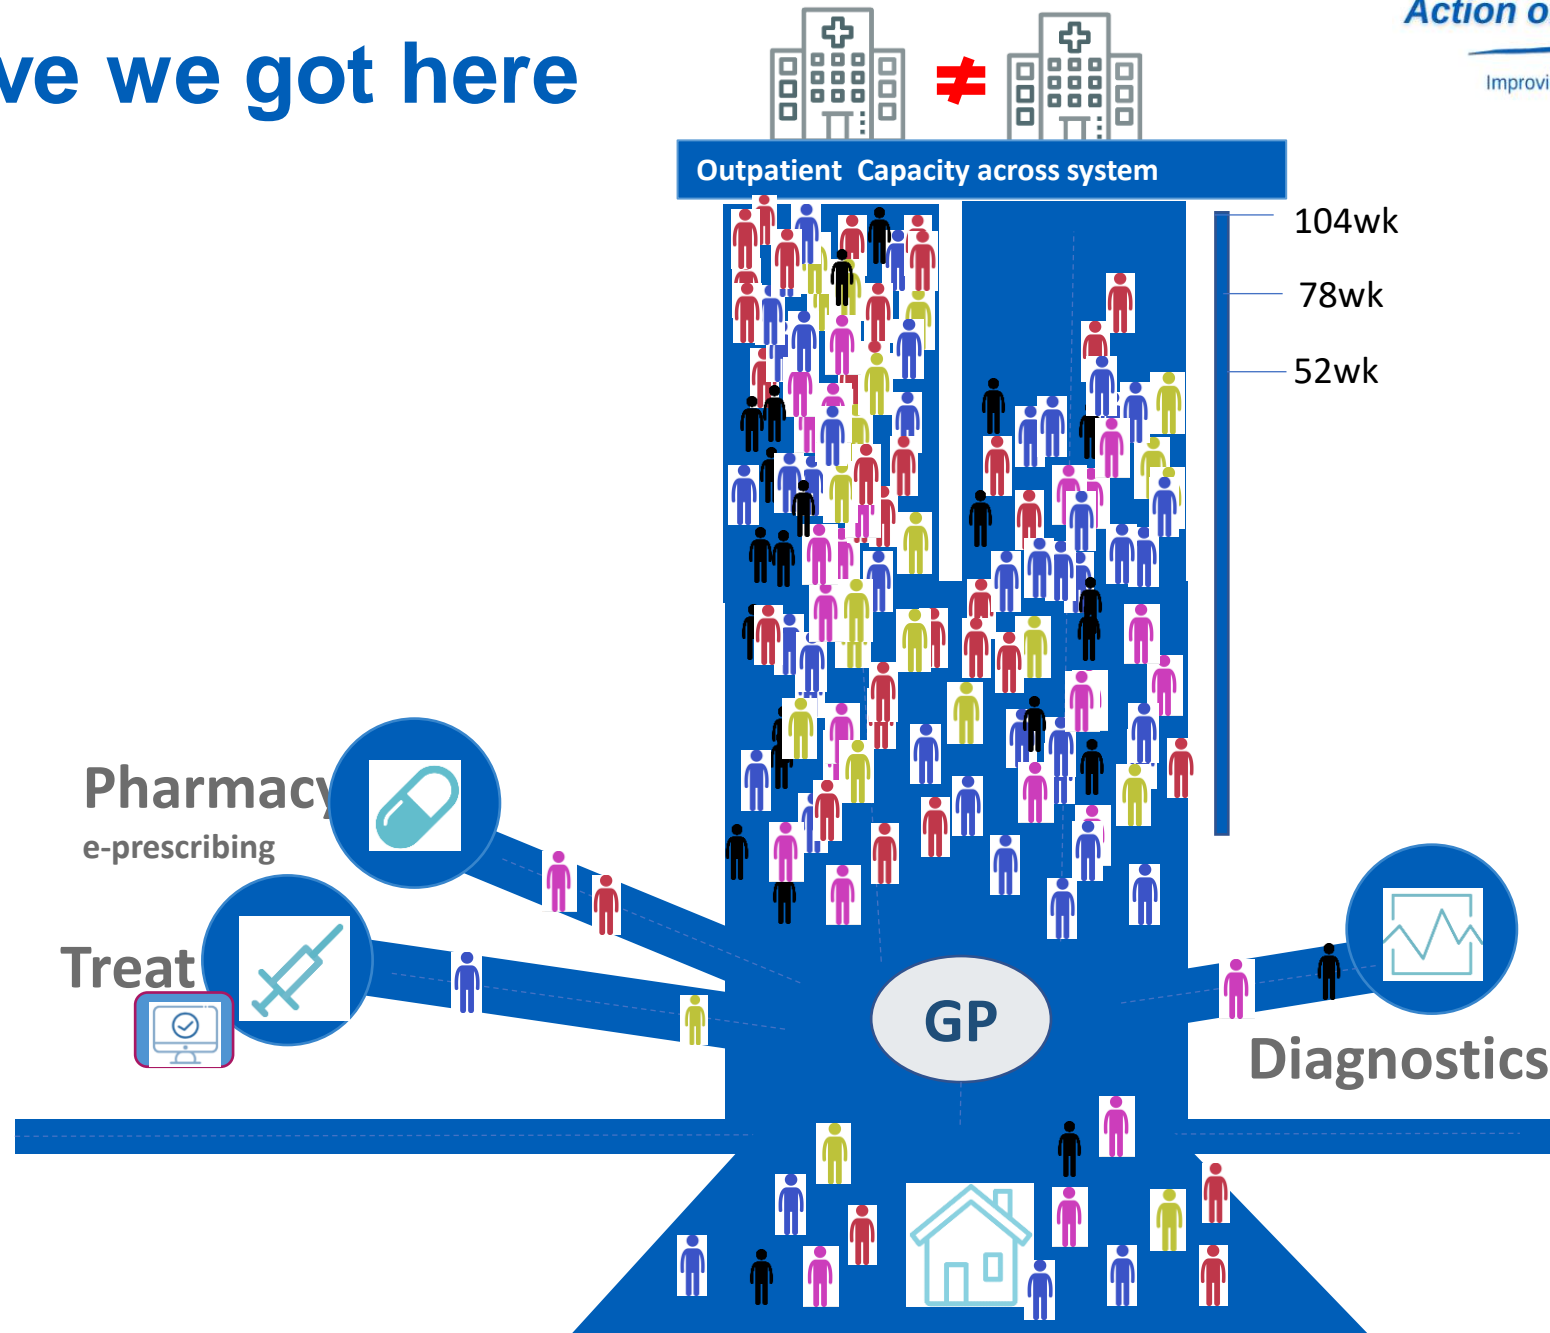 Action o
ve we got here
Improvi
≠
Outpatient Capacity across system
104wk
78wk
52wk
Pharmacy
e-prescribing
Treat
GP
Diagnostics